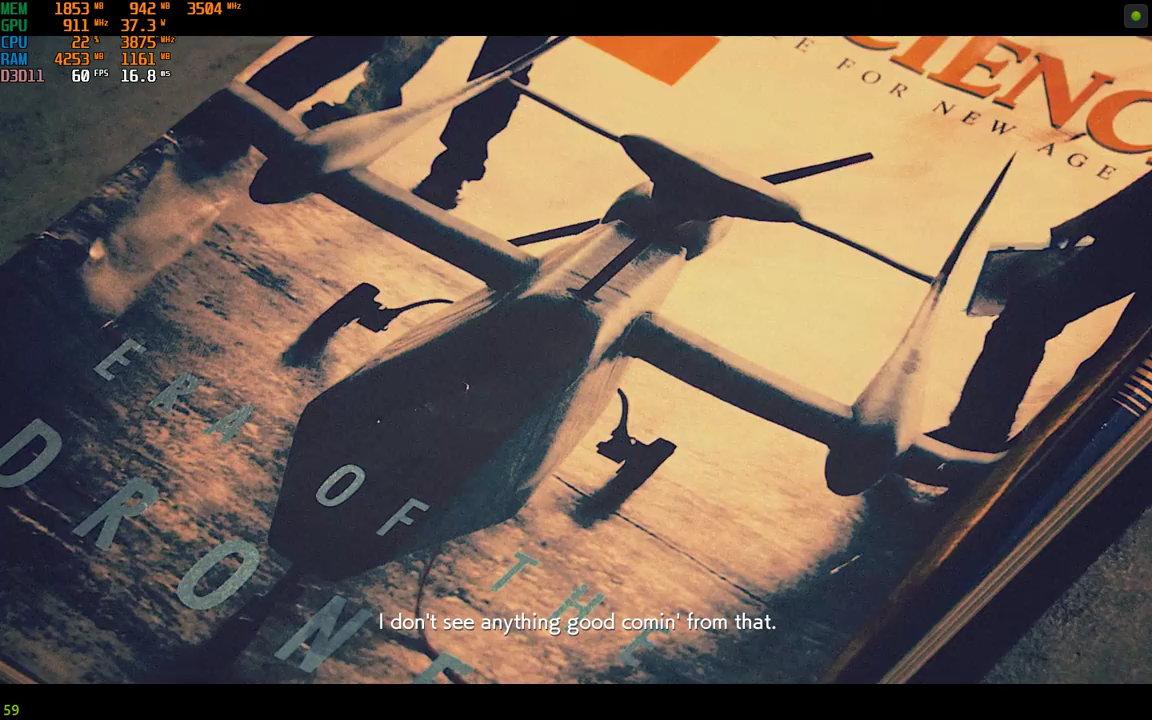 MEM 1853 MB 942 MB 3504 MHz
GPU 911 MHz 37.3 W
CPU 22 % 3875 MHz
RAM 4253 MB 1161 MB
D3D11 60 FPS 16.8 ms
FOR NEW AGE
ERA OF THE
DRONE
I don't see anything good comin' from that.
59